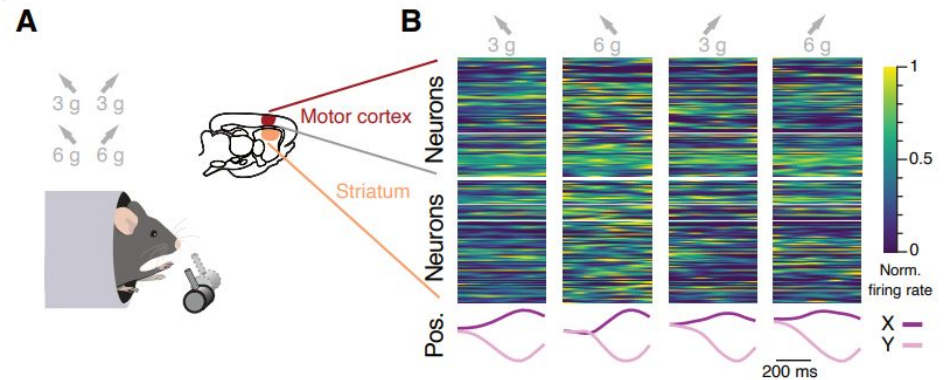 A
3 g 3 g
6 g 6 g
Motor cortex
Striatum
B
3 g 6 g 3 g 6 g
Neurons
Neurons
Pos.
1
0.5
0
Norm.
firing rate
X
Y
200 ms